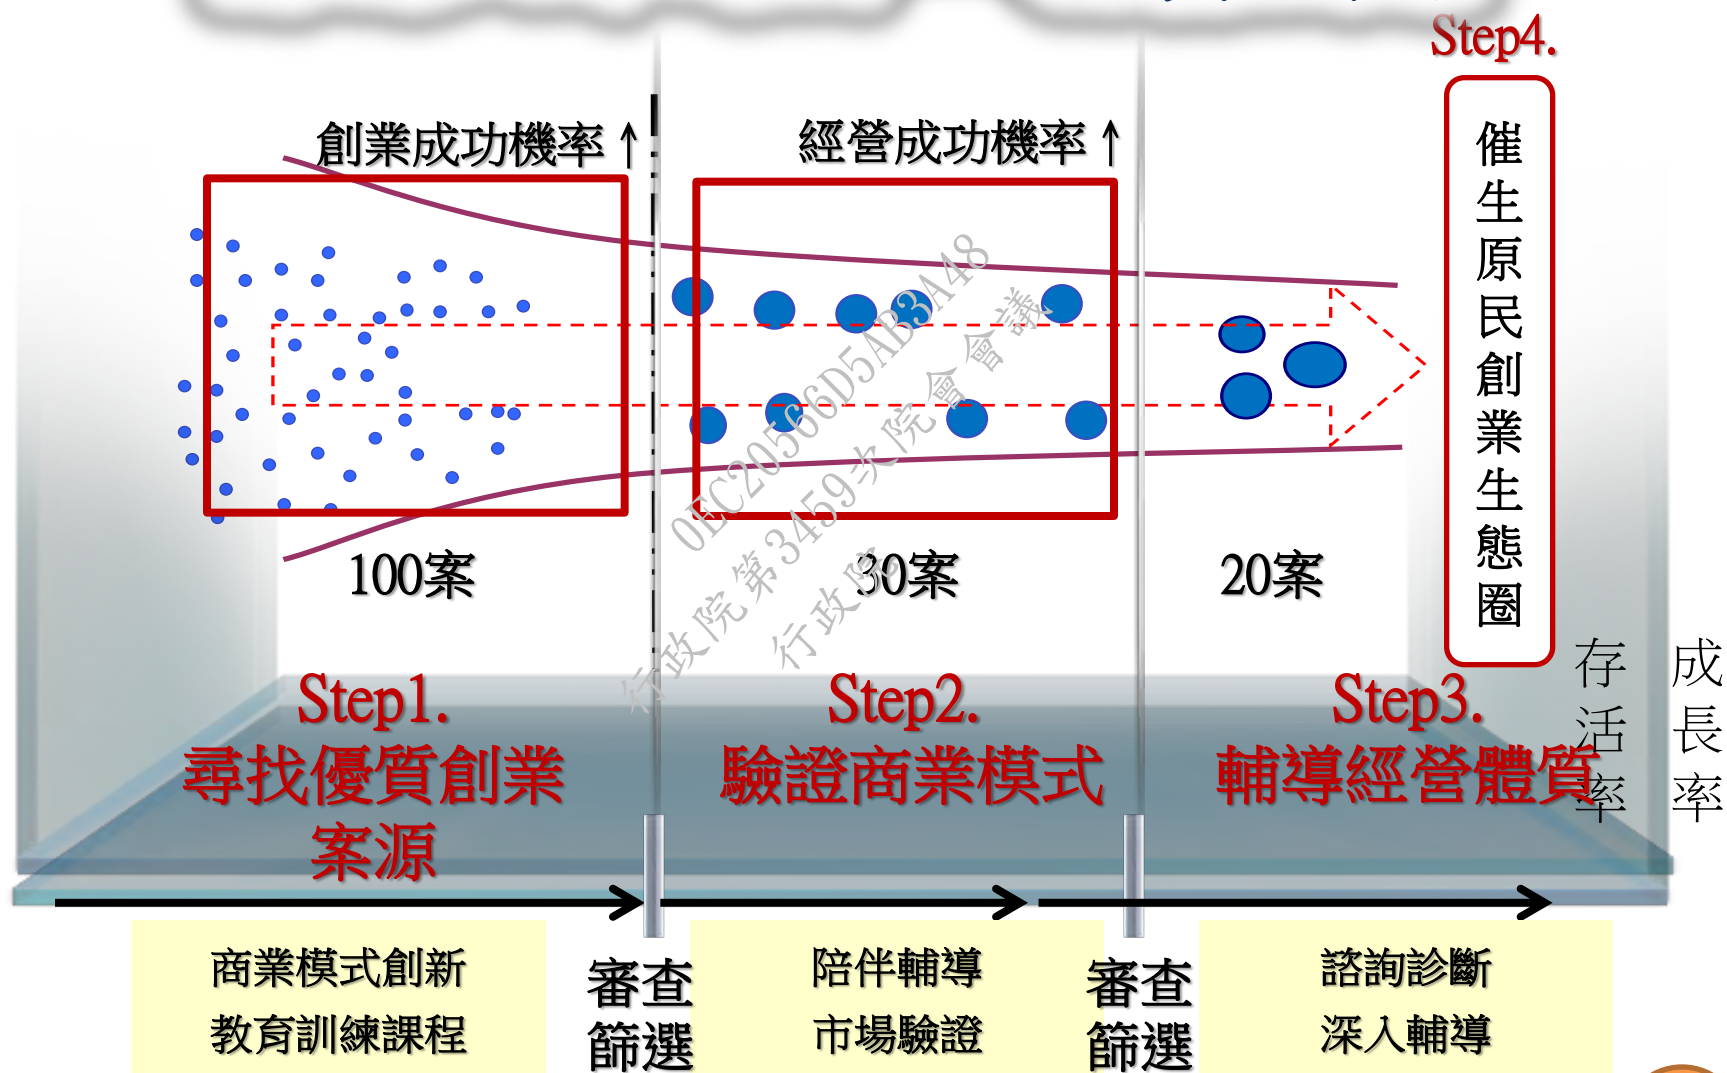 Step4.
催生原民創業生態圈
創業成功機率↑
經營成功機率↑
0EC20566D5AB3A48
行政院第3459次院會會議
行政院
100案
30案
20案
存活率
成長率
Step1.
尋找優質創業
案源
Step2.
驗證商業模式
Step3.
輔導經營體質
商業模式創新
教育訓練課程
審查
篩選
陪伴輔導
市場驗證
審查
篩選
諮詢診斷
深入輔導